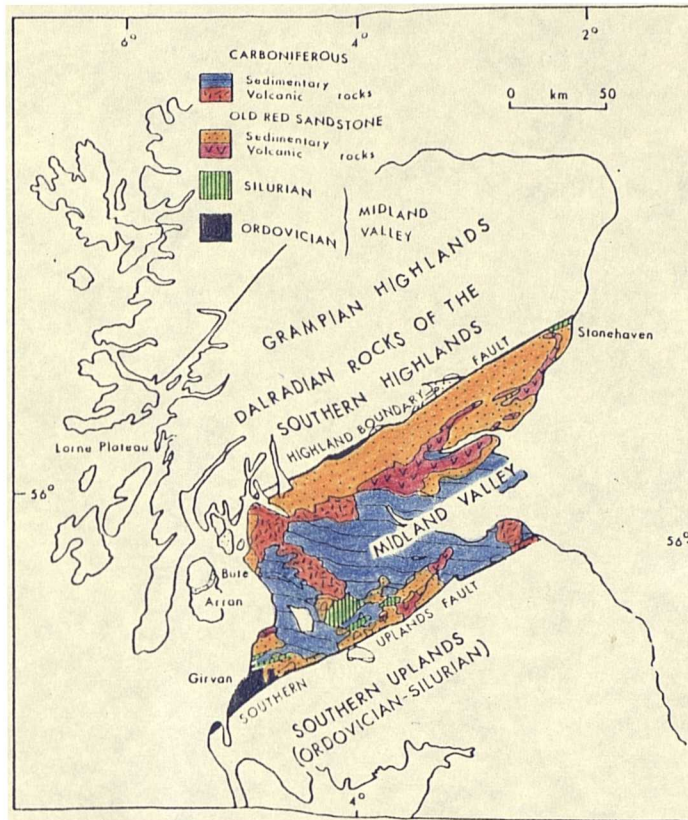 6°
4°
2°
CARBONIFEROUS
Sedimentary
Volcanic rocks
0 km 50
OLD RED SANDSTONE
Sedimentary
Volcanic rocks
SILURIAN
ORDOVICIAN
MIDLAND
VALLEY
GRAMPIAN HIGHLANDS
DALRADIAN ROCKS OF THE
SOUTHERN HIGHLANDS
HIGHLAND BOUNDARY FAULT
Stonehaven
Lorne Plateau
56°
MIDLAND VALLEY
56°
Bute
Arran
Girvan
SOUTHERN UPLANDS FAULT
SOUTHERN UPLANDS
(ORDOVICIAN-SILURIAN)
4°